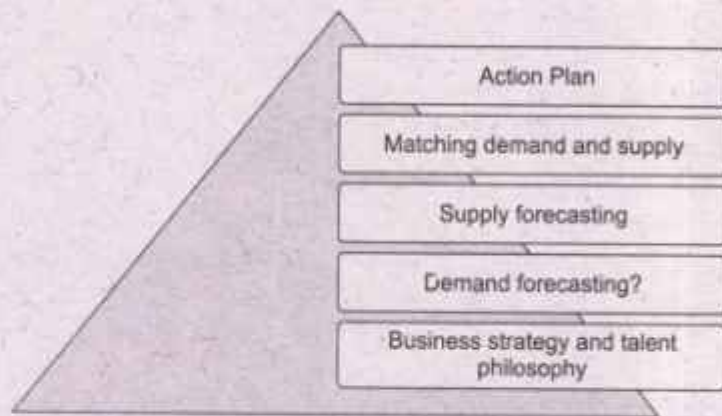 Action Plan
Matching demand and supply
Supply forecasting
Demand forecasting?
Business strategy and talent
philosophy